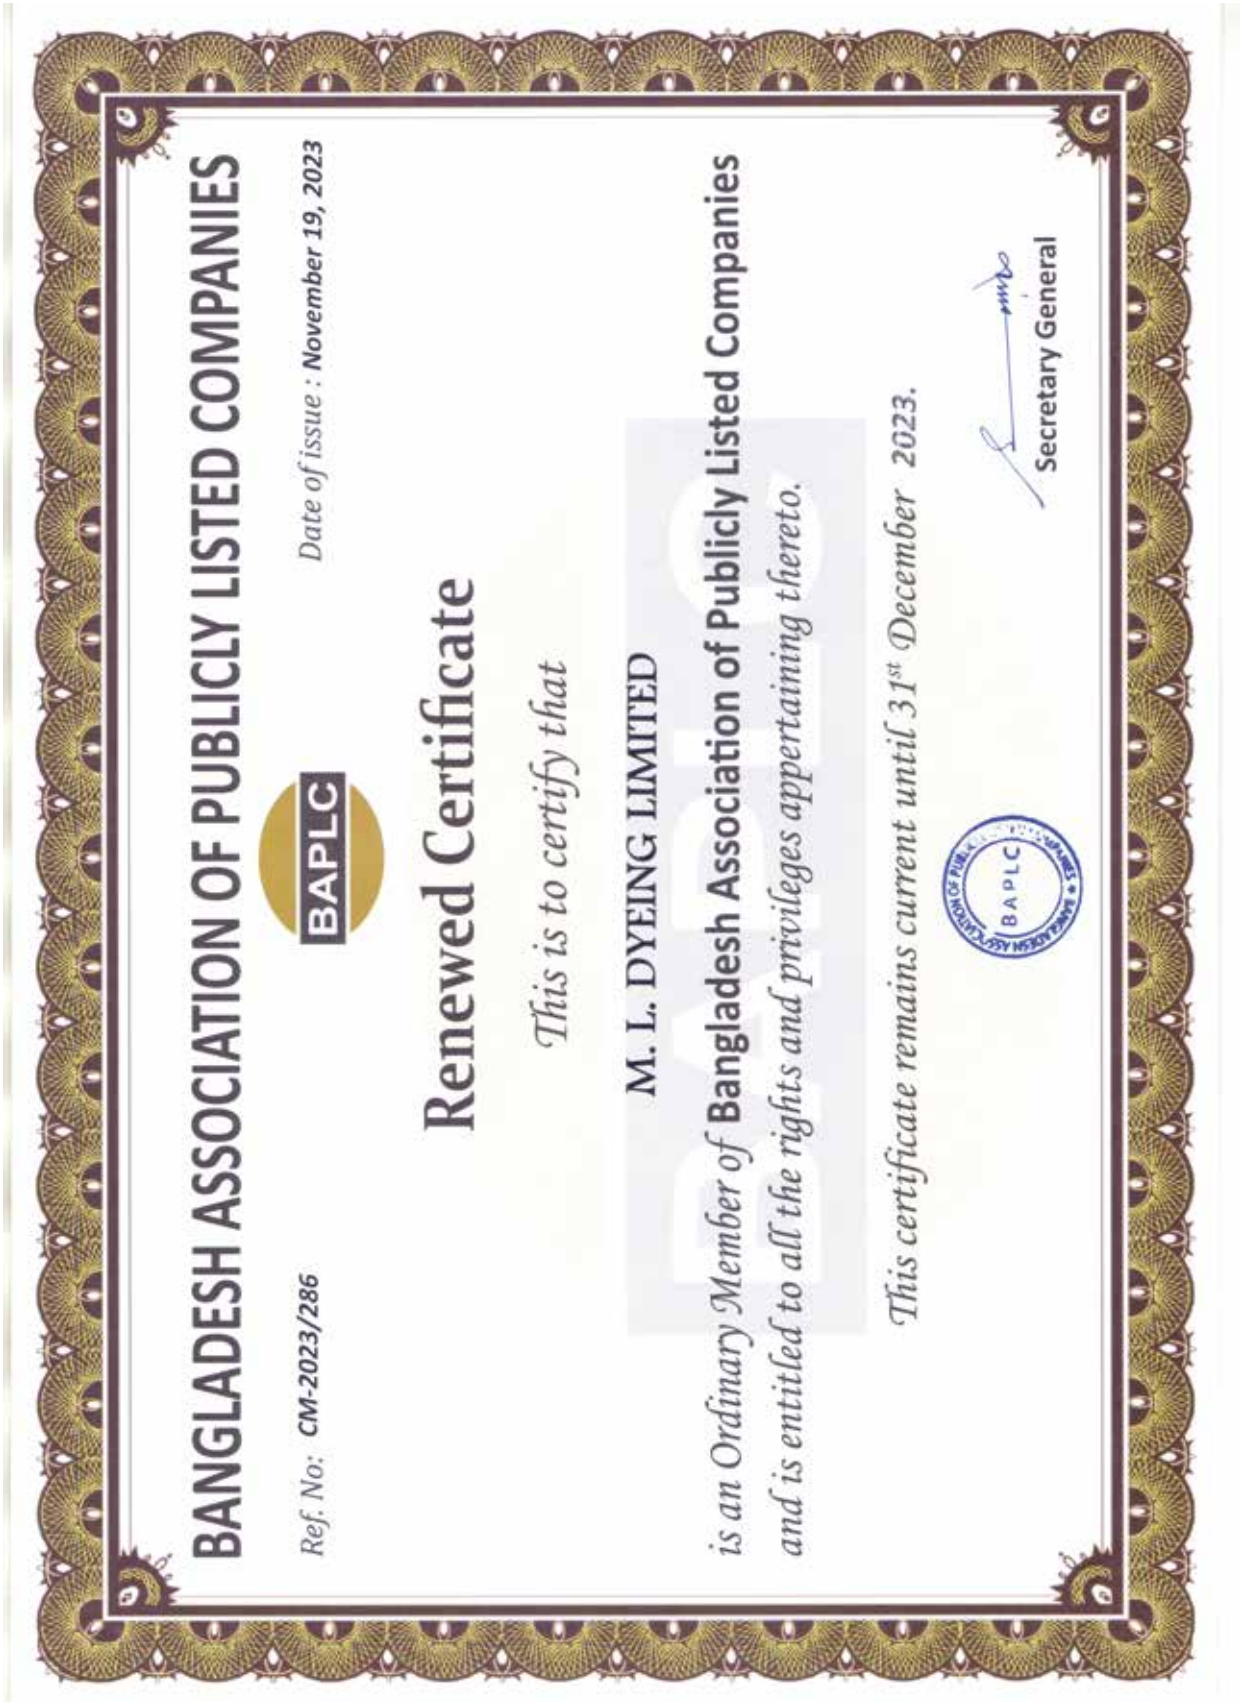 BANGLADESH ASSOCIATION OF PUBLICLY LISTED COMPANIES
Ref. No: CM-2023/286
BAPLC
Date of issue : November 19, 2023
Renewed Certificate
This is to certify that
M. L. DYEING LIMITED
is an Ordinary Member of Bangladesh Association of Publicly Listed Companies
and is entitled to all the rights and privileges appertaining thereto.
This certificate remains current until 31st December 2023.
BAPLC
Secretary General